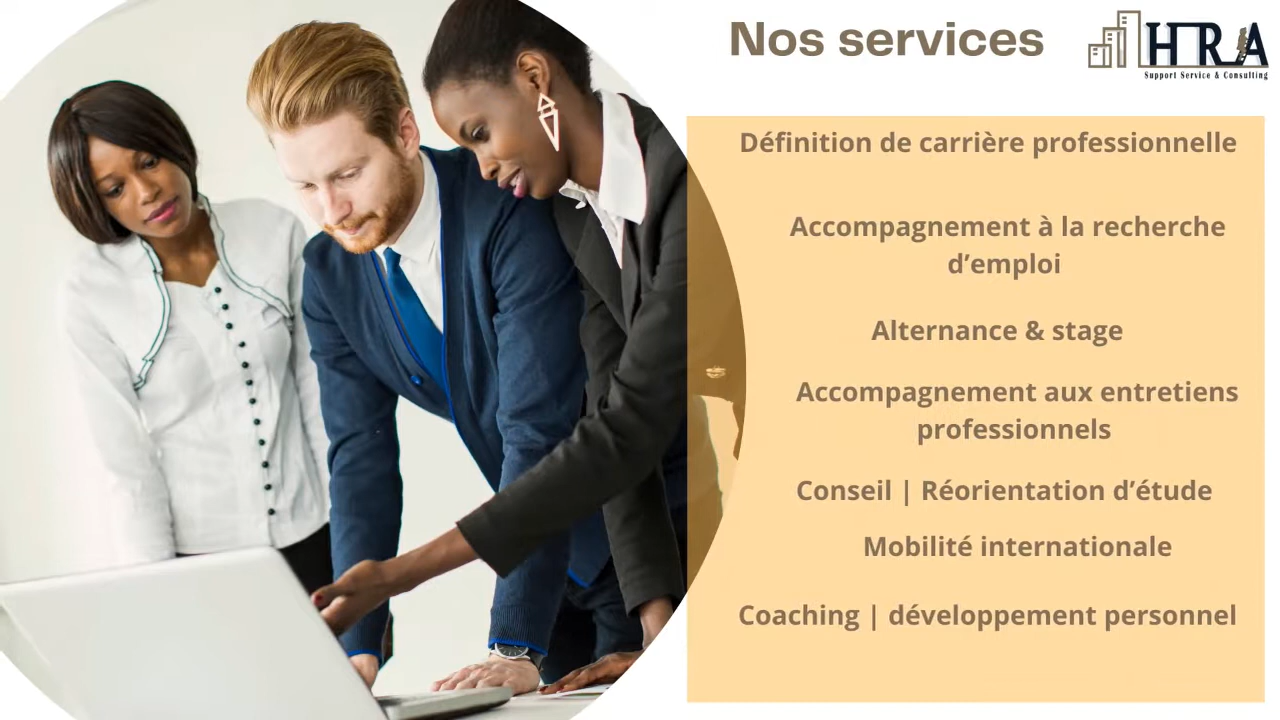 Nos services
HRA
Support Service & Consulting
Définition de carrière professionnelle
Accompagnement à la recherche
d’emploi
Alternance & stage
Accompagnement aux entretiens
professionnels
Conseil | Réorientation d’étude
Mobilité internationale
Coaching | développement personnel